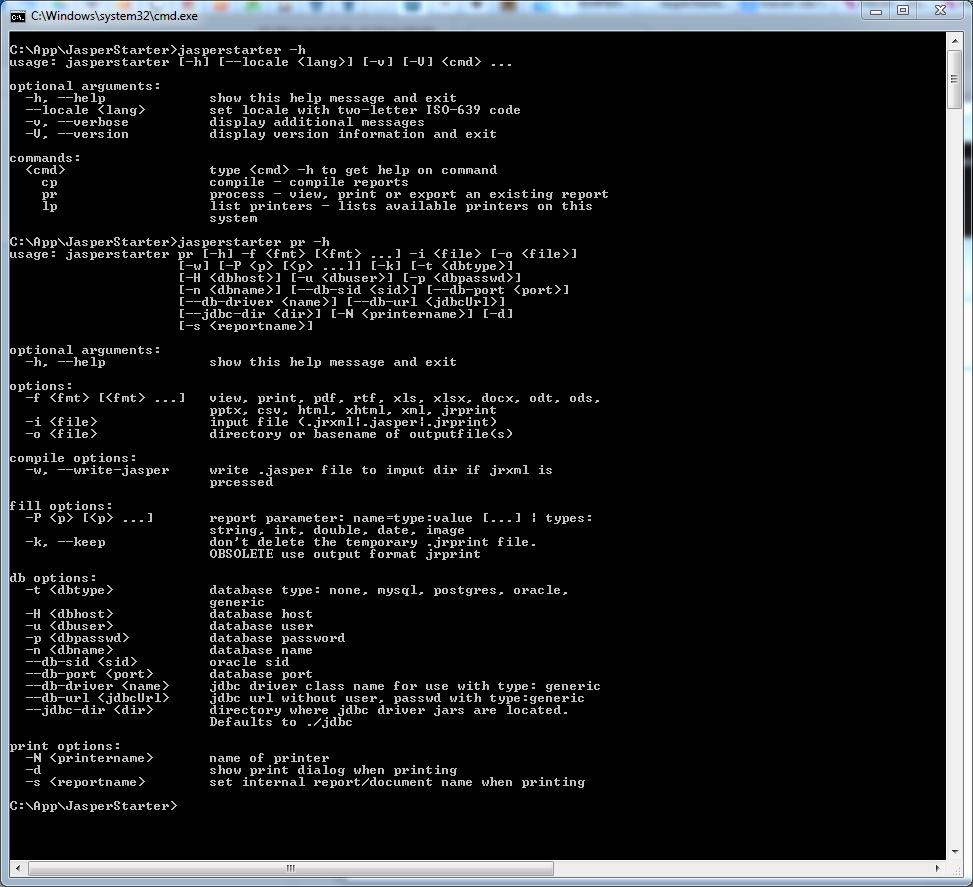 C:\Windows\system32\cmd.exe
C:\App\JasperStarter>jasperstarter -h
usage: jasperstarter [-h] [--locale <lang>] [-v] [-V] <cmd> ...
optional arguments:
-h, --help show this help message and exit
--locale <lang> set locale with two-letter ISO-639 code
-v, --verbose display additional messages
-V, --version display version information and exit
commands:
<cmd> type <cmd> -h to get help on command
cp compile - compile reports
pr process - view, print or export an existing report
lp list printers - lists available printers on this
system
C:\App\JasperStarter>jasperstarter pr -h
usage: jasperstarter pr [-h] -f <fmt> [<fmt> ...] -i <file> [-o <file>]
[-w] [-P <p> [<p> ...]] [-k] [-t <dbtype>]
[-H <dbhost>] [-u <dbuser>] [-p <dbpasswd>]
[-n <dbname>] [--db-sid <sid>] [--db-port <port>]
[--db-driver <name>] [--db-url <jdbcUrl>]
[--jdbc-dir <dir>] [-N <printername>] [-d]
[-s <reportname>]
optional arguments:
-h, --help show this help message and exit
options:
-f <fmt> [<fmt> ...] view, print, pdf, rtf, xls, xlsx, docx, odt, ods,
pptx, csv, html, xhtml, xml, jrprint
-i <file> input file (.jrxml|.jasper|.jrprint)
-o <file> directory or basename of outputfile(s)
compile options:
-w, --write-jasper write .jasper file to imput dir if jrxml is
prcessed
fill options:
-P <p> [<p> ...] report parameter: name=type:value [...] | types:
string, int, double, date, image
-k, --keep don't delete the temporary .jrprint file.
OBSOLETE use output format jrprint
db options:
-t <dbtype> database type: none, mysql, postgres, oracle,
generic
-H <dbhost> database host
-u <dbuser> database user
-p <dbpasswd> database password
-n <dbname> database name
--db-sid <sid> oracle sid
--db-port <port> database port
--db-driver <name> jdbc driver class name for use with type: generic
--db-url <jdbcUrl> jdbc url without user, passwd with type:generic
--jdbc-dir <dir> directory where jdbc driver jars are located.
Defaults to ./jdbc
print options:
-N <printername> name of printer
-d show print dialog when printing
-s <reportname> set internal report/document name when printing
C:\App\JasperStarter>